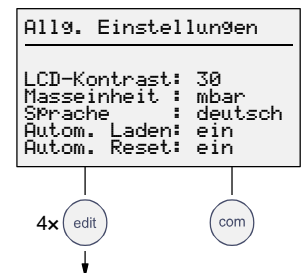 Allg. Einstellungen
LCD-Kontrast: 30
Masseinheit : mbar
Sprache : deutsch
Autom. Laden: ein
Autom. Reset: ein
4x edit com